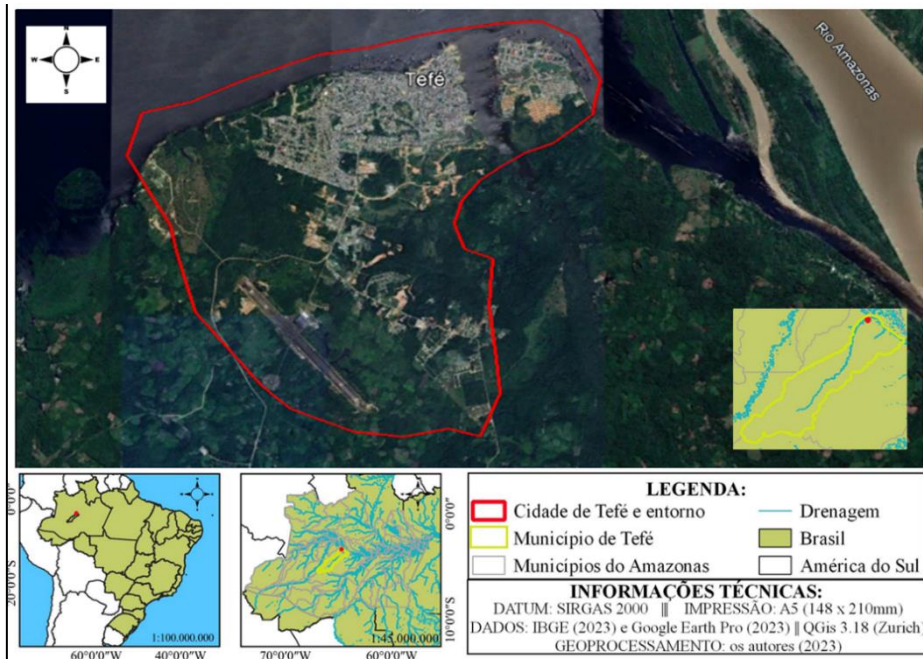 N
W E
S
Tefé
Rio Amazonas
0°0'0"
20°0'0"S
1:100.000.000
60°0'0"W 40°0'0"W
0°0'0"
10°0'0"S
1:45.000.000
70°0'0"W 60°0'0"W
LEGENDA:
Cidade de Tefé e entorno
Drenagem
Município de Tefé
Brasil
Municípios do Amazonas
América do Sul
INFORMAÇÕES TÉCNICAS:
DATUM: SIRGAS 2000 ||| IMPRESSÃO: A5 (148 x 210mm)
DADOS: IBGE (2023) e Google Earth Pro (2023) || QGis 3.18 (Zurich)
GEOPROCESSAMENTO: os autores (2023)